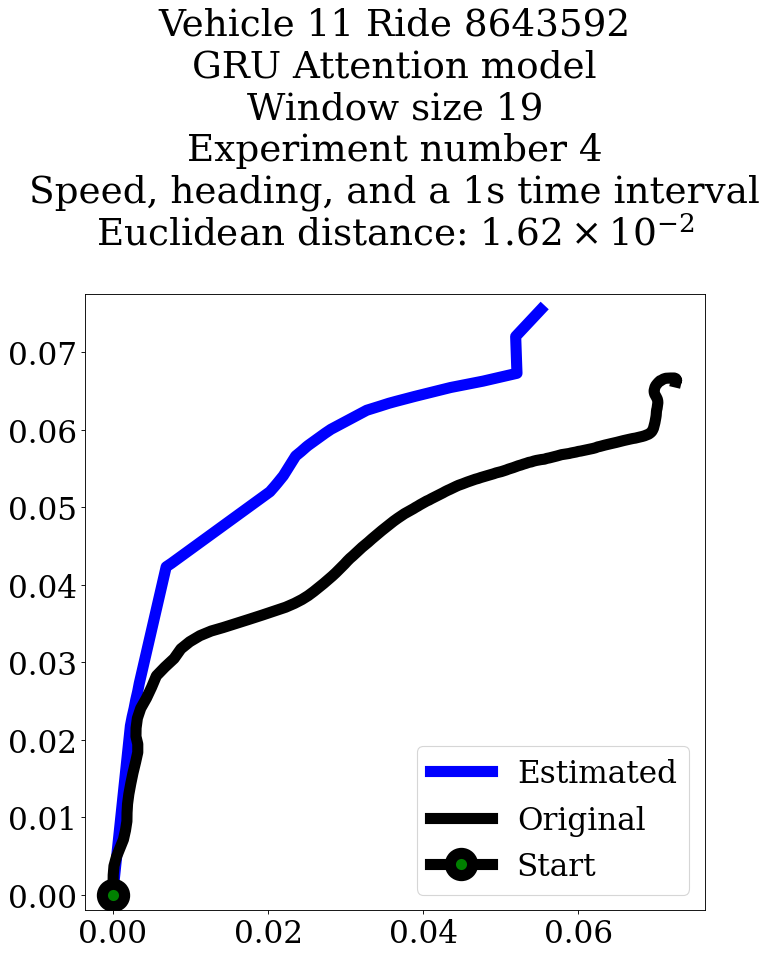 Vehicle 11 Ride 8643592
GRU Attention model
Window size 19
Experiment number 4
Speed, heading, and a 1s time interval
Euclidean distance: 1.62 × 10⁻²
0.07
0.06
0.05
0.04
0.03
0.02
0.01
0.00
Estimated
Original
Start
0.00 0.02 0.04 0.06